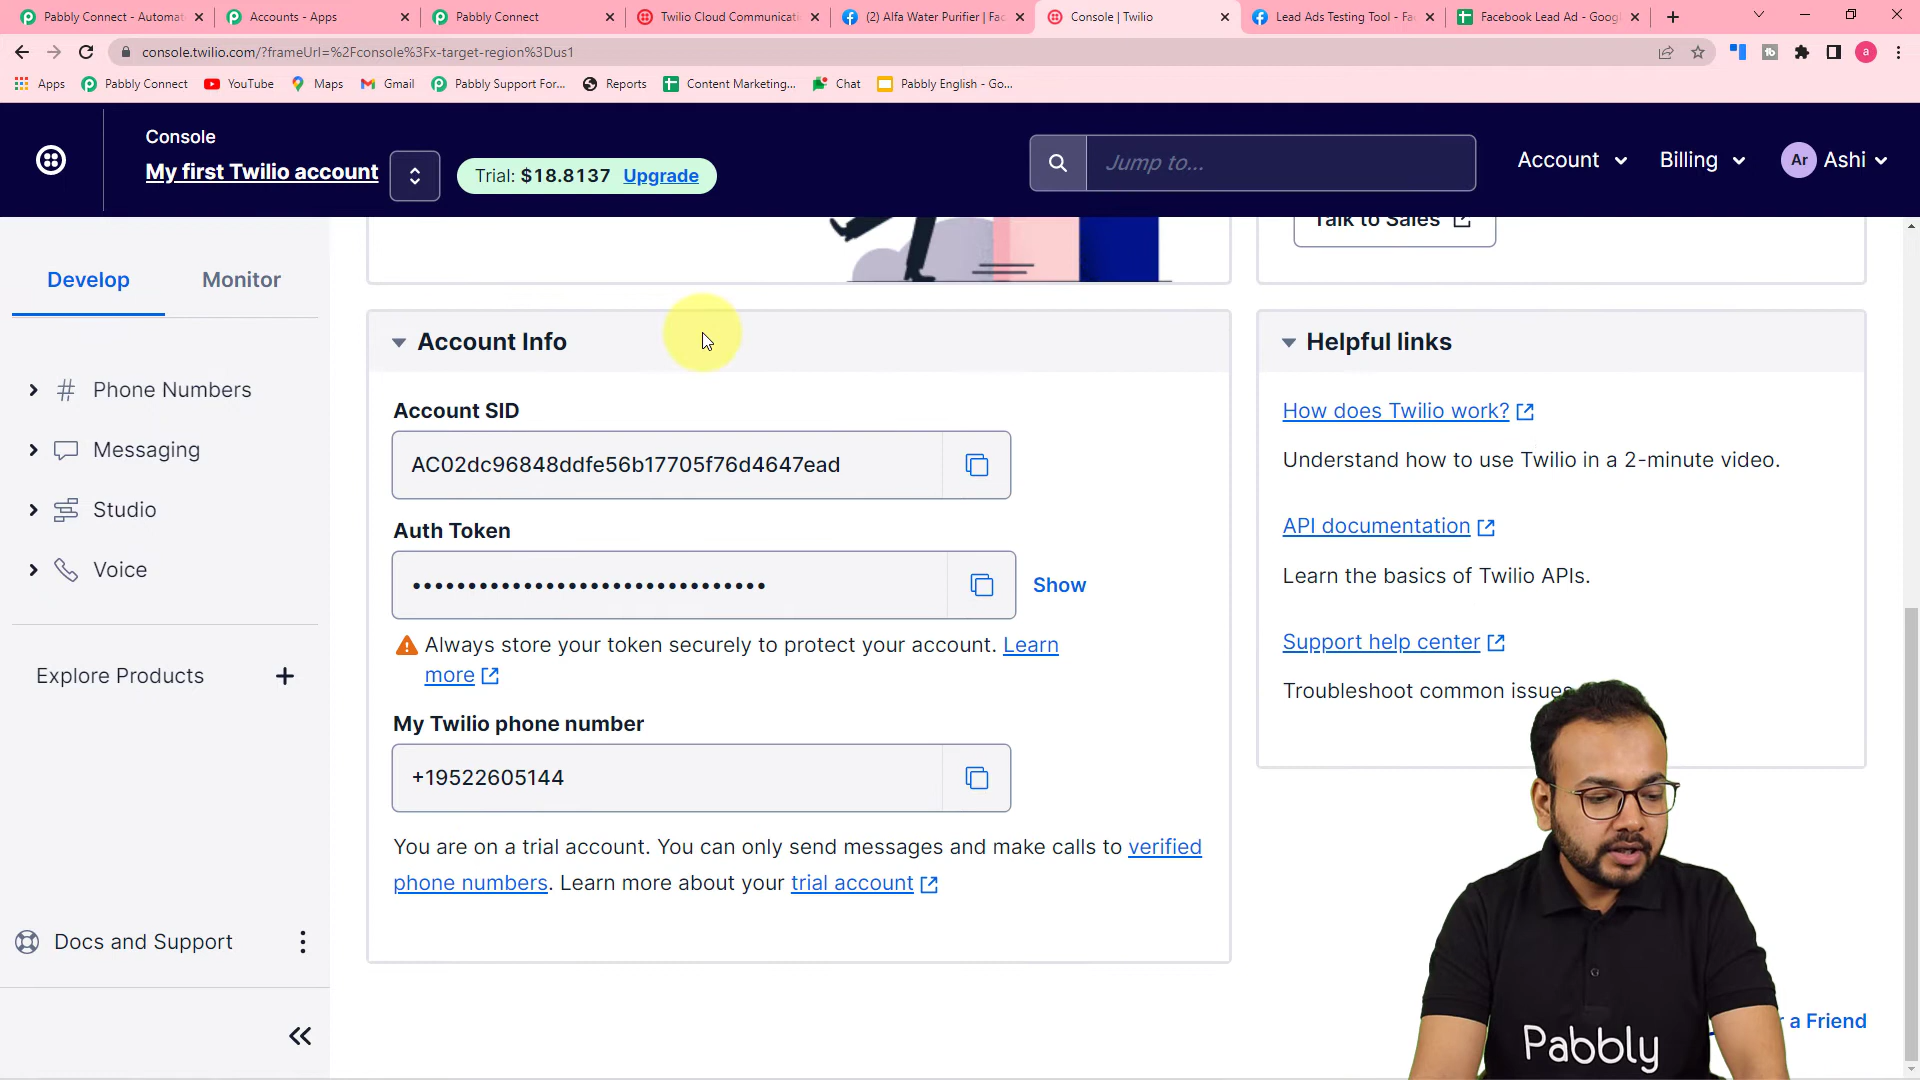 Pabbly Connect - Automat
Accounts - Apps
Pabbly Connect
Twilio Cloud Communicat
(2) Alfa Water Purifier | Fac
Console | Twilio
Lead Ads Testing Tool - Fa
Facebook Lead Ad - Goog
console.twilio.com/?frameUrl=%2Fconsole%3Fx-target-region%3Dus1
fb
a
Apps
Pabbly Connect
YouTube
Maps
Gmail
Pabbly Support For...
Reports
Content Marketing...
Chat
Pabbly English - Go...
Console
My first Twilio account
Trial: $18.8137 Upgrade
Jump to...
Account
Billing
Ar
Ashi
Develop
Monitor
Talk to Sales
Phone Numbers
Messaging
Studio
Voice
Explore Products
Docs and Support
Account Info
Account SID
AC02dc96848ddfe56b17705f76d4647ead
Auth Token
••••••••••••••••••••••••••••••••
Show
Always store your token securely to protect your account. Learn
more
My Twilio phone number
+19522605144
You are on a trial account. You can only send messages and make calls to verified
phone numbers. Learn more about your trial account
Helpful links
How does Twilio work?
Understand how to use Twilio in a 2-minute video.
API documentation
Learn the basics of Twilio APIs.
Support help center
Troubleshoot common issues
a Friend
Pabbly